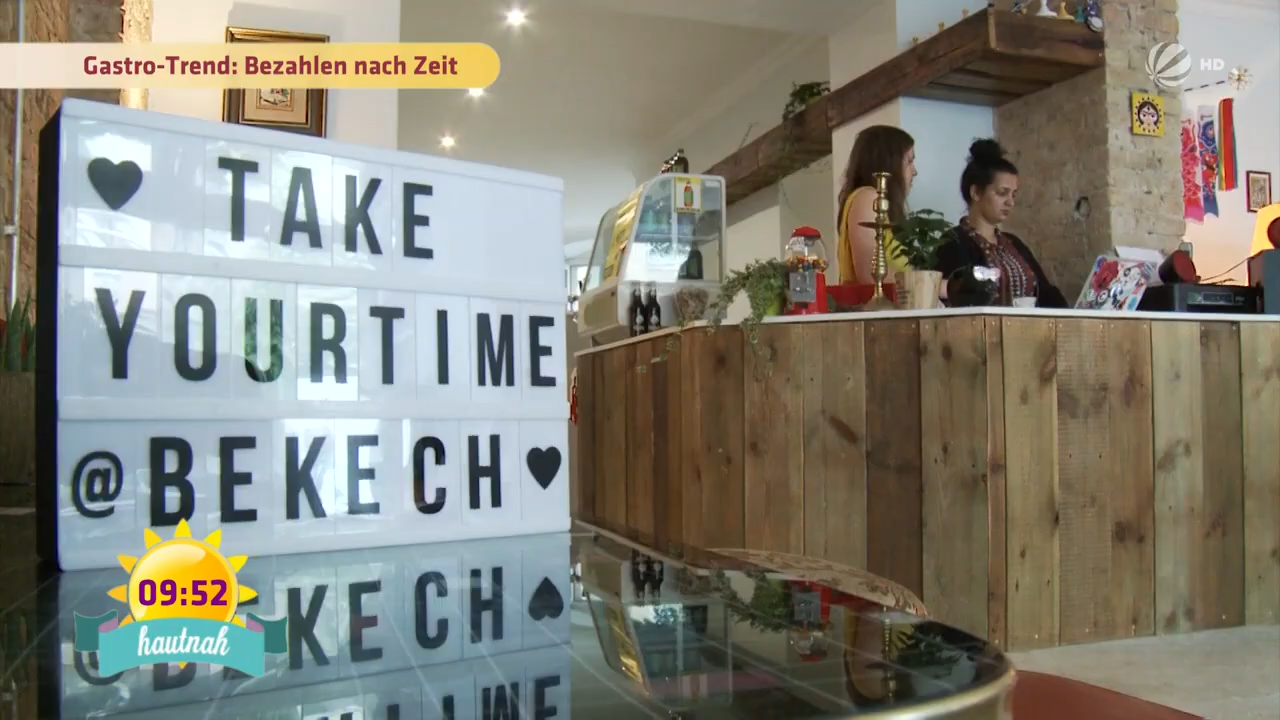 Gastro-Trend: Bezahlen nach Zeit
HD
♥ TAKE
YOURTIME
@BEKECH ♥
09:52
hautnah